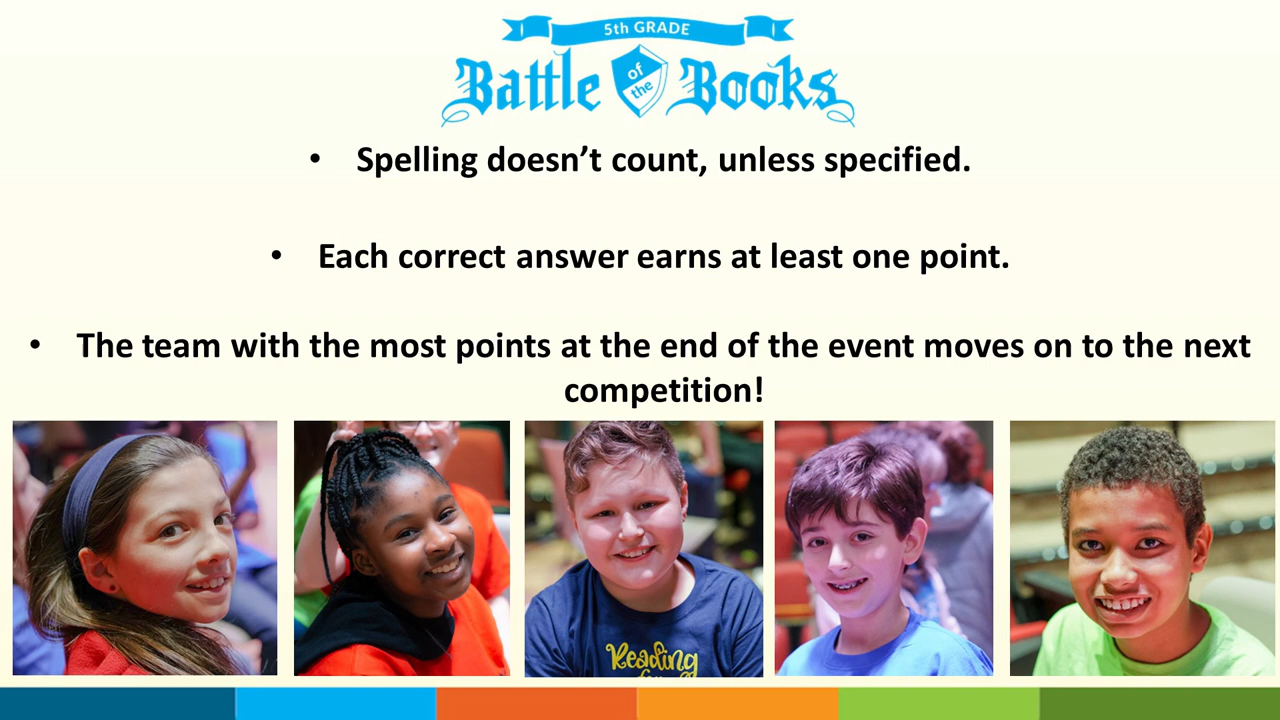 5th GRADE
Battle of the Books
• Spelling doesn’t count, unless specified.
• Each correct answer earns at least one point.
• The team with the most points at the end of the event moves on to the next
competition!
Reading